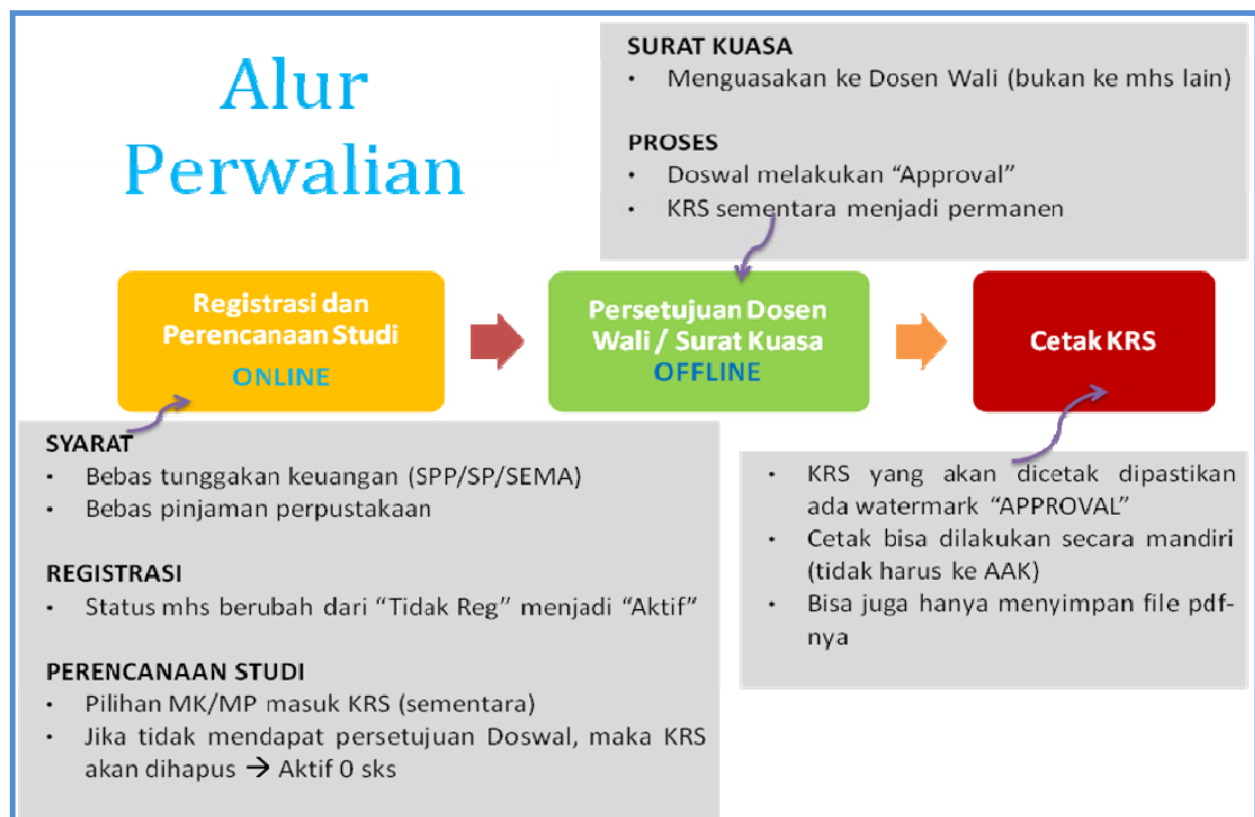 Alur
Perwalian
SURAT KUASA
• Menguasakan ke Dosen Wali (bukan ke mhs lain)
PROSES
• Doswal melakukan “Approval”
• KRS sementara menjadi permanen
Registrasi dan
Perencanaan Studi
ONLINE
Persetujuan Dosen
Wali / Surat Kuasa
OFFLINE
Cetak KRS
SYARAT
• Bebas tunggakan keuangan (SPP/SP/SEMA)
• Bebas pinjaman perpustakaan
REGISTRASI
• Status mhs berubah dari “Tidak Reg” menjadi “Aktif”
PERENCANAAN STUDI
• Pilihan MK/MP masuk KRS (sementara)
• Jika tidak mendapat persetujuan Doswal, maka KRS
akan dihapus → Aktif 0 sks
• KRS yang akan dicetak dipastikan
ada watermark “APPROVAL”
• Cetak bisa dilakukan secara mandiri
(tidak harus ke AAK)
• Bisa juga hanya menyimpan file pdf-
nya